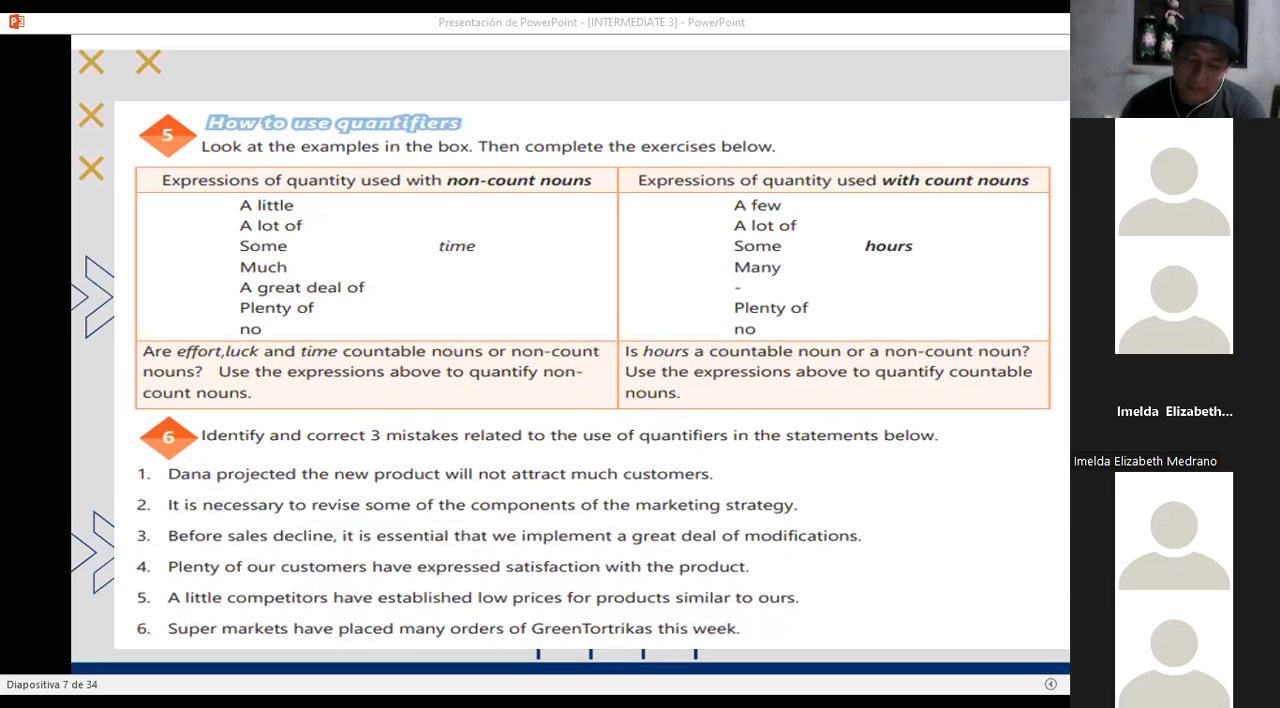 Presentación de PowerPoint - [INTERMEDIATE 3] - PowerPoint
5
How to use quantifiers
Look at the examples in the box. Then complete the exercises below.
Expressions of quantity used with non-count nouns
A little
A lot of
Some
time
Much
A great deal of
Plenty of
no
Are effort,luck and time countable nouns or non-count
nouns? Use the expressions above to quantify non-
count nouns.
Expressions of quantity used with count nouns
A few
A lot of
Some
hours
Many
-
Plenty of
no
Is hours a countable noun or a non-count noun?
Use the expressions above to quantify countable
nouns.
6
Identify and correct 3 mistakes related to the use of quantifiers in the statements below.
1. Dana projected the new product will not attract much customers.
2. It is necessary to revise some of the components of the marketing strategy.
3. Before sales decline, it is essential that we implement a great deal of modifications.
4. Plenty of our customers have expressed satisfaction with the product.
5. A little competitors have established low prices for products similar to ours.
6. Super markets have placed many orders of GreenTortrikas this week.
Diapositiva 7 de 34
Imelda Elizabeth...
Imelda Elizabeth Medrano